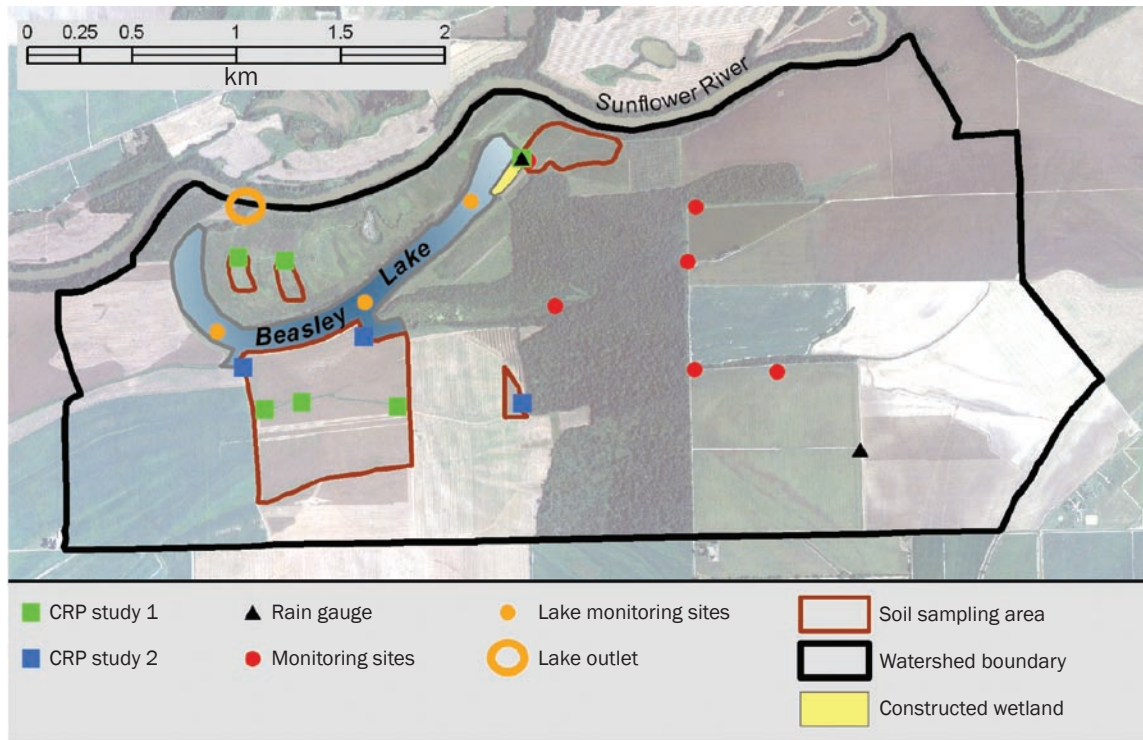 0 0.25 0.5 1 1.5 2
km
Sunflower River
Beasley Lake
CRP study 1
CRP study 2
Rain gauge
Monitoring sites
Lake monitoring sites
Lake outlet
Soil sampling area
Watershed boundary
Constructed wetland